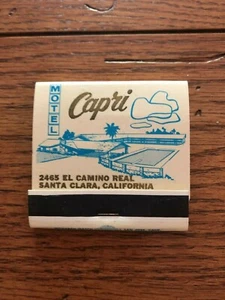 MOTEL
Capri
2465 EL CAMINO REAL
SANTA CLARA, CALIFORNIA